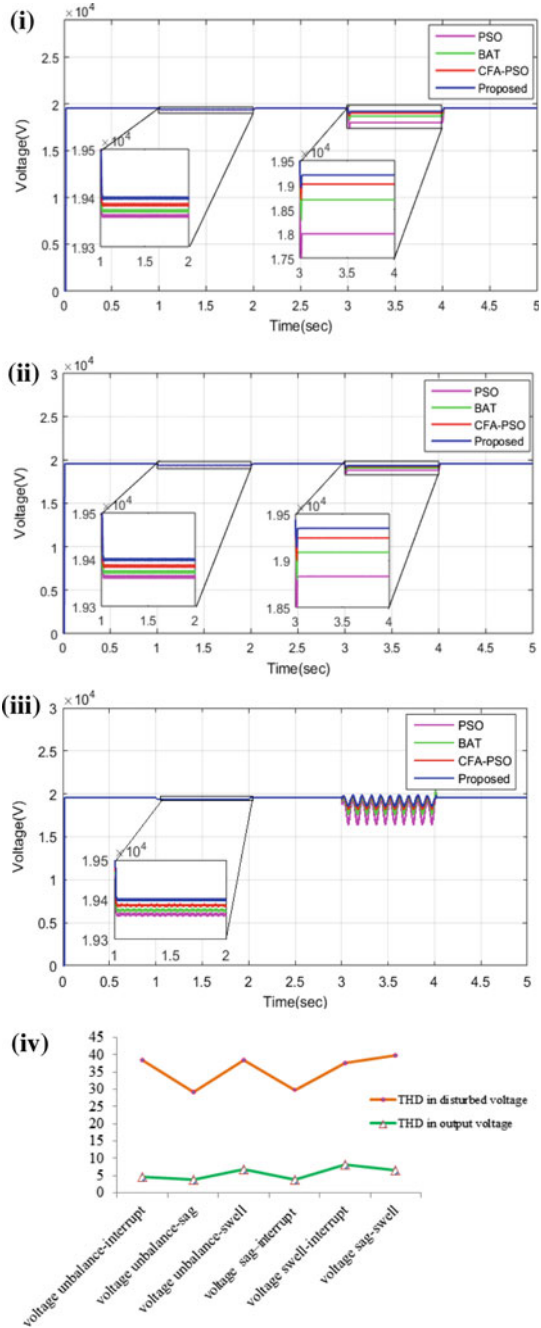 (i)
×10⁴
3
2.5
2
1.5
1
0.5
0
Voltage(V)
PSO
BAT
CFA-PSO
Proposed
×10⁴
1.95
1.94
1.93
1
1.5
2
×10⁴
1.95
1.9
1.85
1.8
1.75
3
3.5
4
0 0.5 1 1.5 2 2.5 3 3.5 4 4.5 5
Time(sec)
(ii)
×10⁴
3
2.5
2
1.5
1
0.5
0
Voltage(V)
PSO
BAT
CFA-PSO
Proposed
×10⁴
1.95
1.94
1.93
1
1.5
2
×10⁴
1.95
1.9
1.85
3
3.5
4
0 0.5 1 1.5 2 2.5 3 3.5 4 4.5 5
Time(sec)
(iii)
×10⁴
3
2.5
2
1.5
1
0.5
0
Voltage(V)
PSO
BAT
CFA-PSO
Proposed
×10⁴
1.95
1.94
1.93
1
1.5
2
0 0.5 1 1.5 2 2.5 3 3.5 4 4.5 5
Time(sec)
(iv)
45
40
35
30
25
20
15
10
5
0
THD in disturbed voltage
THD in output voltage
voltage unbalance-interrupt
voltage unbalance-sag
voltage unbalance-swell
voltage sag-interrupt
voltage swell-interrupt
voltage sag-swell